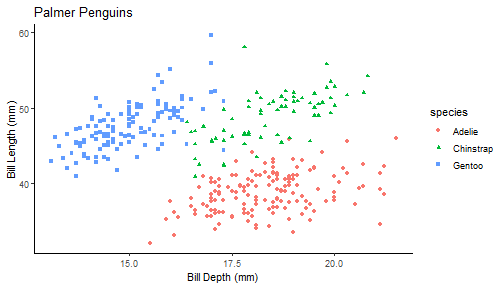 Palmer Penguins
60
50
40
Bill Length (mm)
15.0
17.5
20.0
Bill Depth (mm)
species
Adelie
Chinstrap
Gentoo